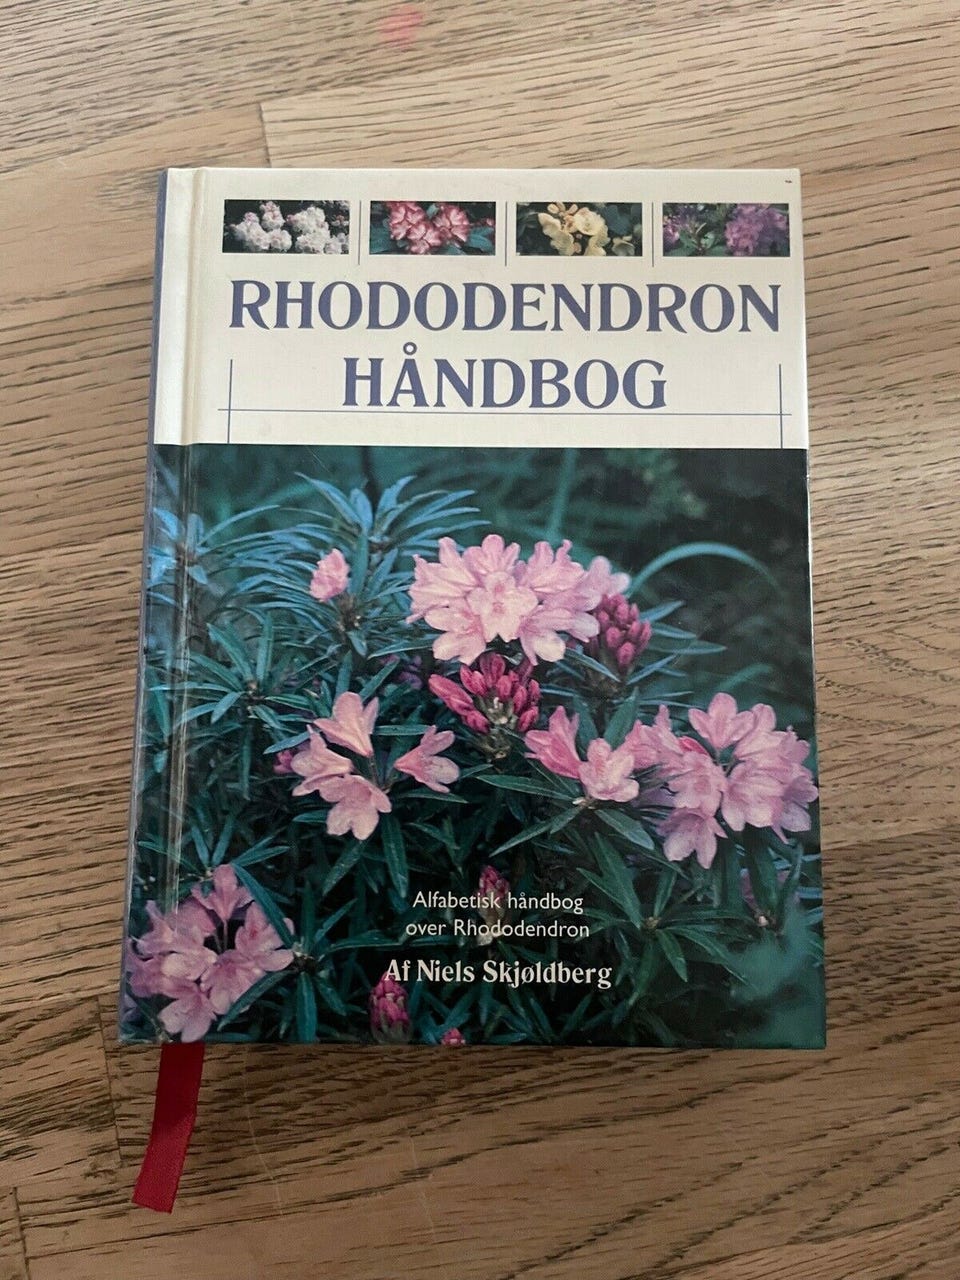 RHODODENDRON
HÅNDBOG
Alfabetisk håndbog
over Rhododendron
Af Niels Skjøldberg